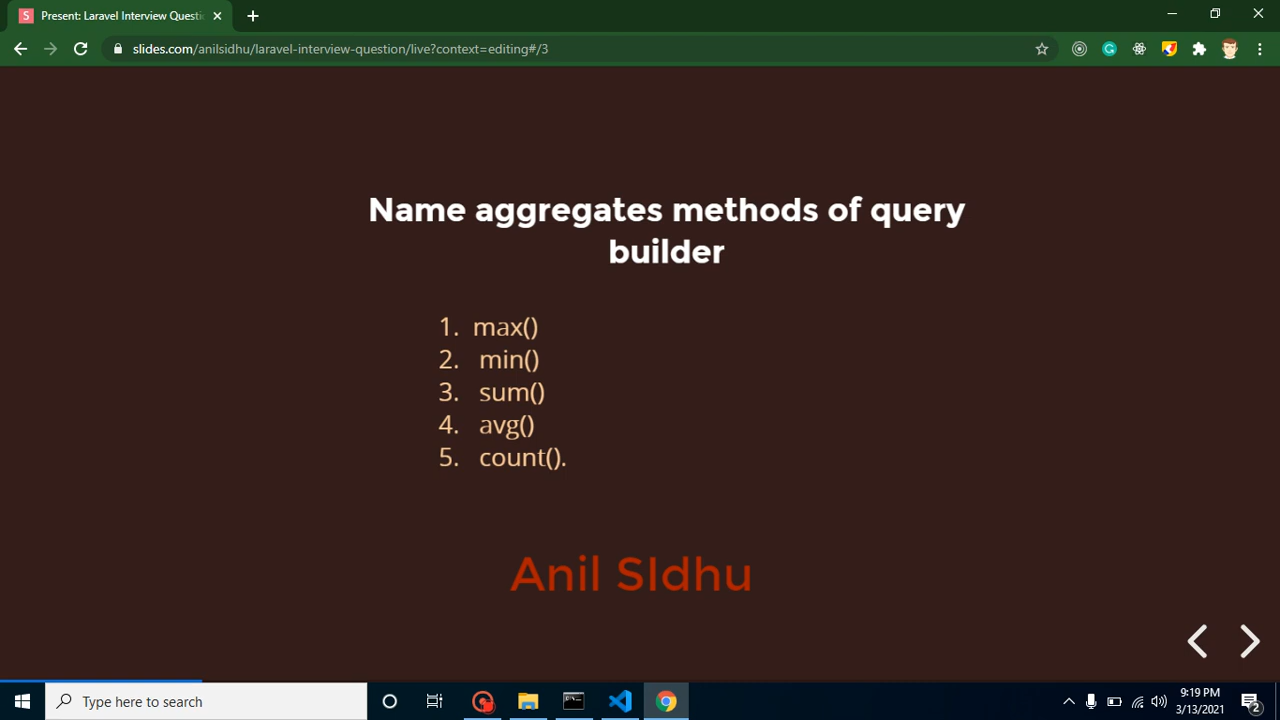 Present: Laravel Interview Questi
slides.com/anilsidhu/laravel-interview-question/live?context=editing#/3
Name aggregates methods of query
builder
1. max()
2. min()
3. sum()
4. avg()
5. count().
Anil SIdhu
Type here to search
9:19 PM
3/13/2021
2